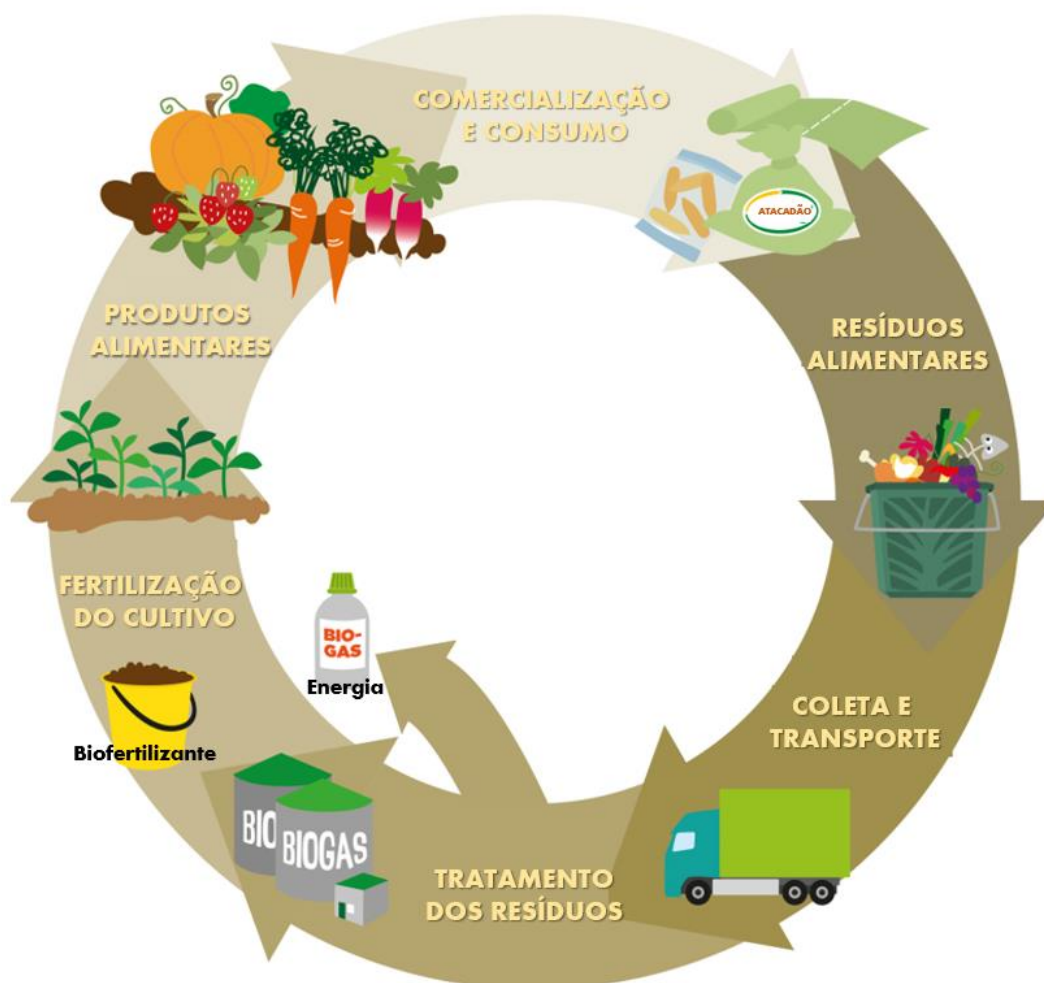 COMERCIALIZAÇÃO
E CONSUMO
ATACADÃO
RESÍDUOS
ALIMENTARES
COLETA E
TRANSPORTE
TRATAMENTO
DOS RESÍDUOS
BIOGAS
BIO-
GAS
Energia
Biofertilizante
FERTILIZAÇÃO
DO CULTIVO
PRODUTOS
ALIMENTARES